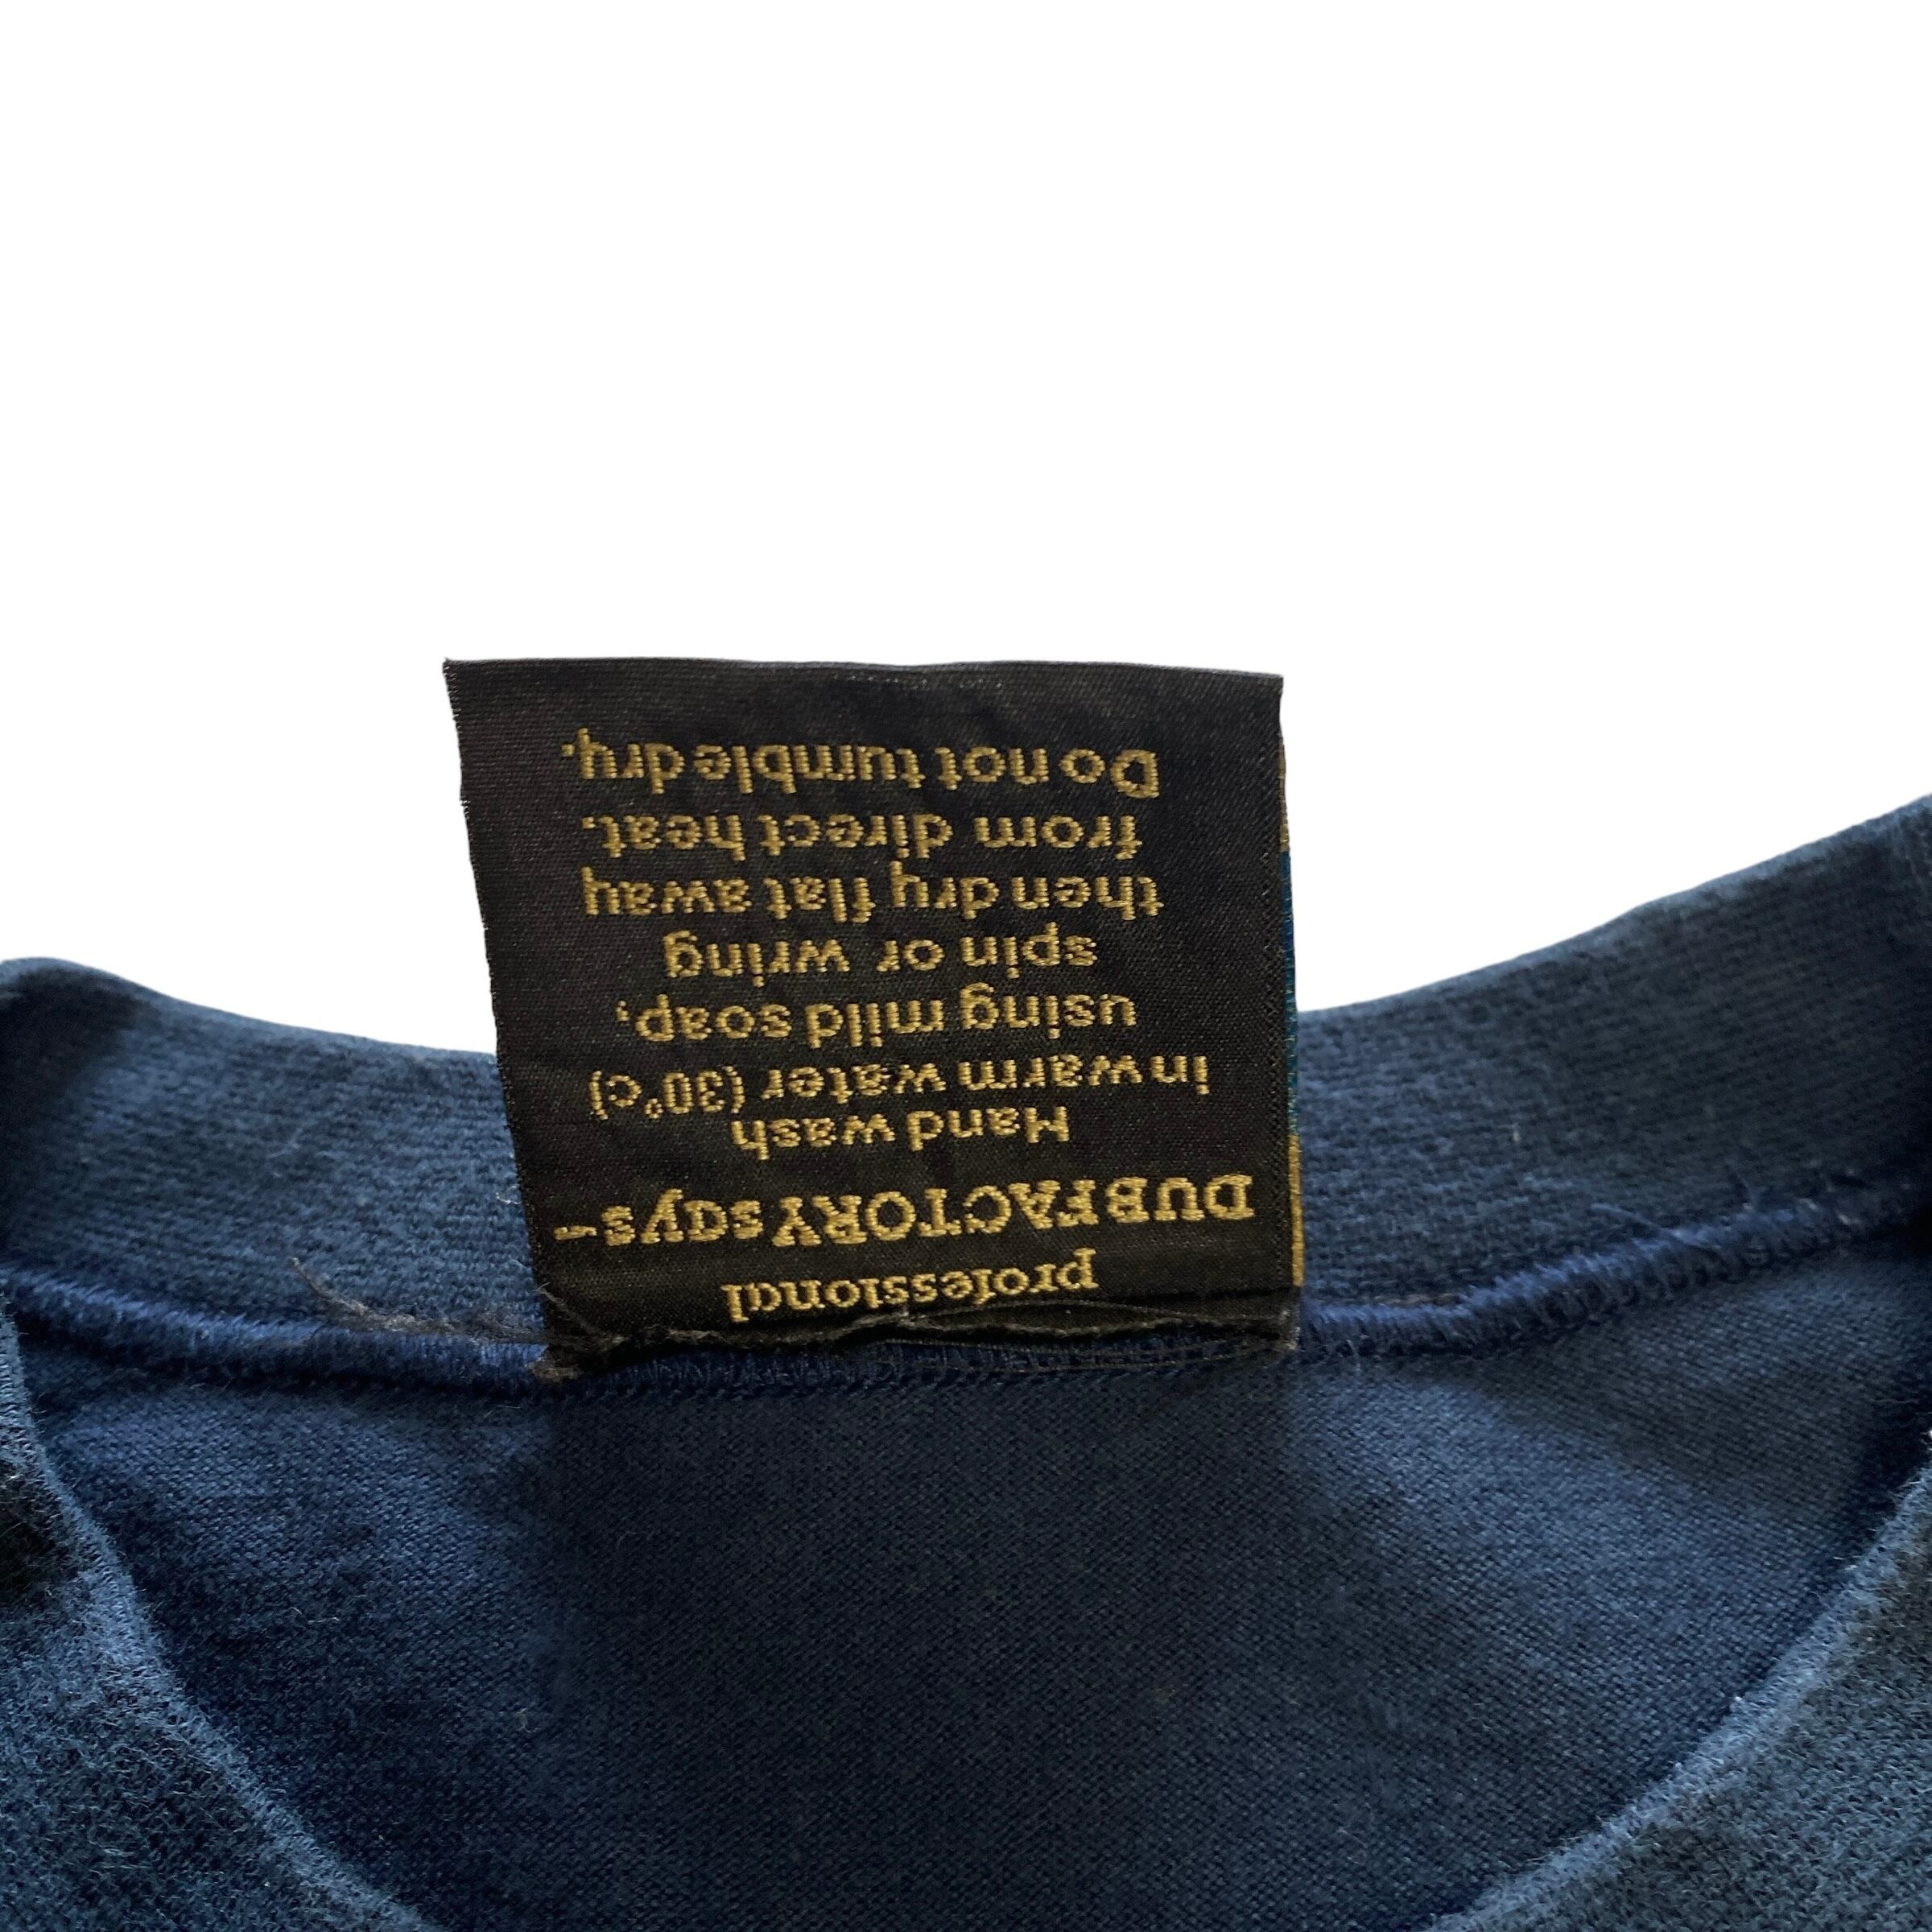 professional
DUBFACTORY says-
Hand wash
in warm water (30°c)
using mild soap,
spin or wring
then dry flat away
from direct heat.
Do not tumble dry.